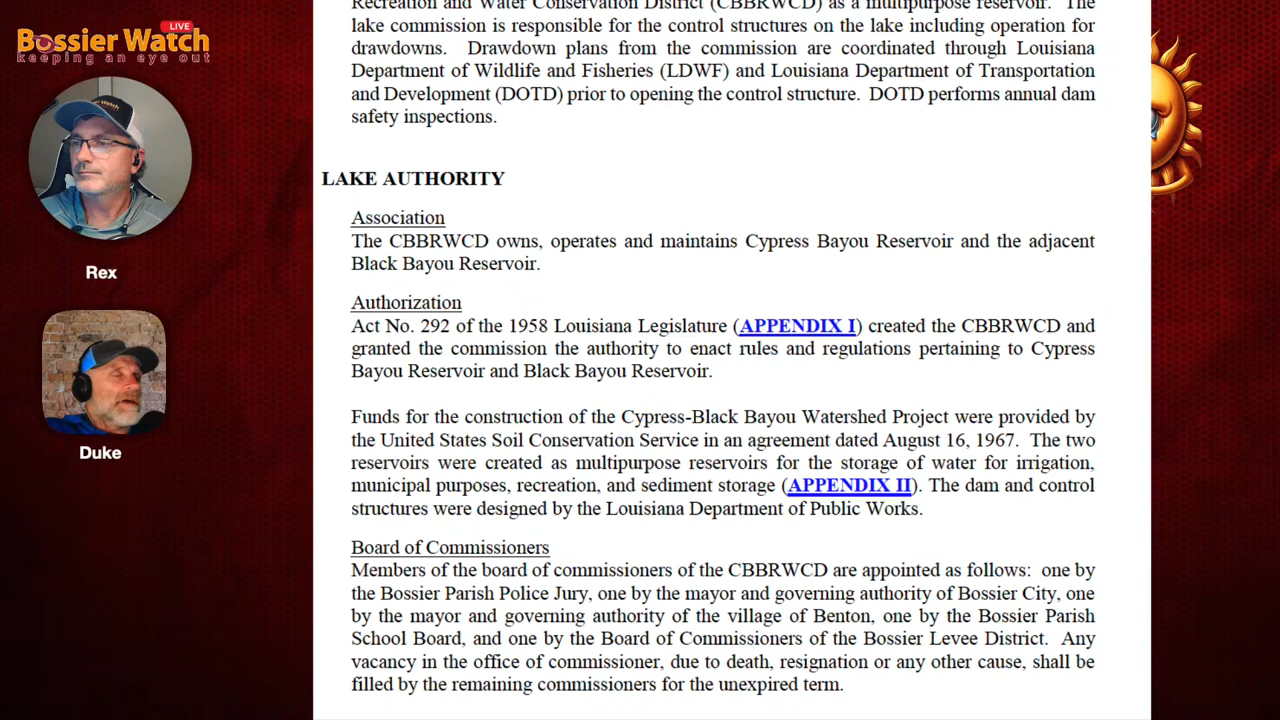 LIVE
Bossier Watch
keeping an eye out
Rex
Duke
Recreation and Water Conservation District (CBBRWCD) as a multipurpose reservoir. The
lake commission is responsible for the control structures on the lake including operation for
drawdowns. Drawdown plans from the commission are coordinated through Louisiana
Department of Wildlife and Fisheries (LDWF) and Louisiana Department of Transportation
and Development (DOTD) prior to opening the control structure. DOTD performs annual dam
safety inspections.
LAKE AUTHORITY
Association
The CBBRWCD owns, operates and maintains Cypress Bayou Reservoir and the adjacent
Black Bayou Reservoir.
Authorization
Act No. 292 of the 1958 Louisiana Legislature (APPENDIX I) created the CBBRWCD and
granted the commission the authority to enact rules and regulations pertaining to Cypress
Bayou Reservoir and Black Bayou Reservoir.
Funds for the construction of the Cypress-Black Bayou Watershed Project were provided by
the United States Soil Conservation Service in an agreement dated August 16, 1967. The two
reservoirs were created as multipurpose reservoirs for the storage of water for irrigation,
municipal purposes, recreation, and sediment storage (APPENDIX II). The dam and control
structures were designed by the Louisiana Department of Public Works.
Board of Commissioners
Members of the board of commissioners of the CBBRWCD are appointed as follows: one by
the Bossier Parish Police Jury, one by the mayor and governing authority of Bossier City, one
by the mayor and governing authority of the village of Benton, one by the Bossier Parish
School Board, and one by the Board of Commissioners of the Bossier Levee District. Any
vacancy in the office of commissioner, due to death, resignation or any other cause, shall be
filled by the remaining commissioners for the unexpired term.